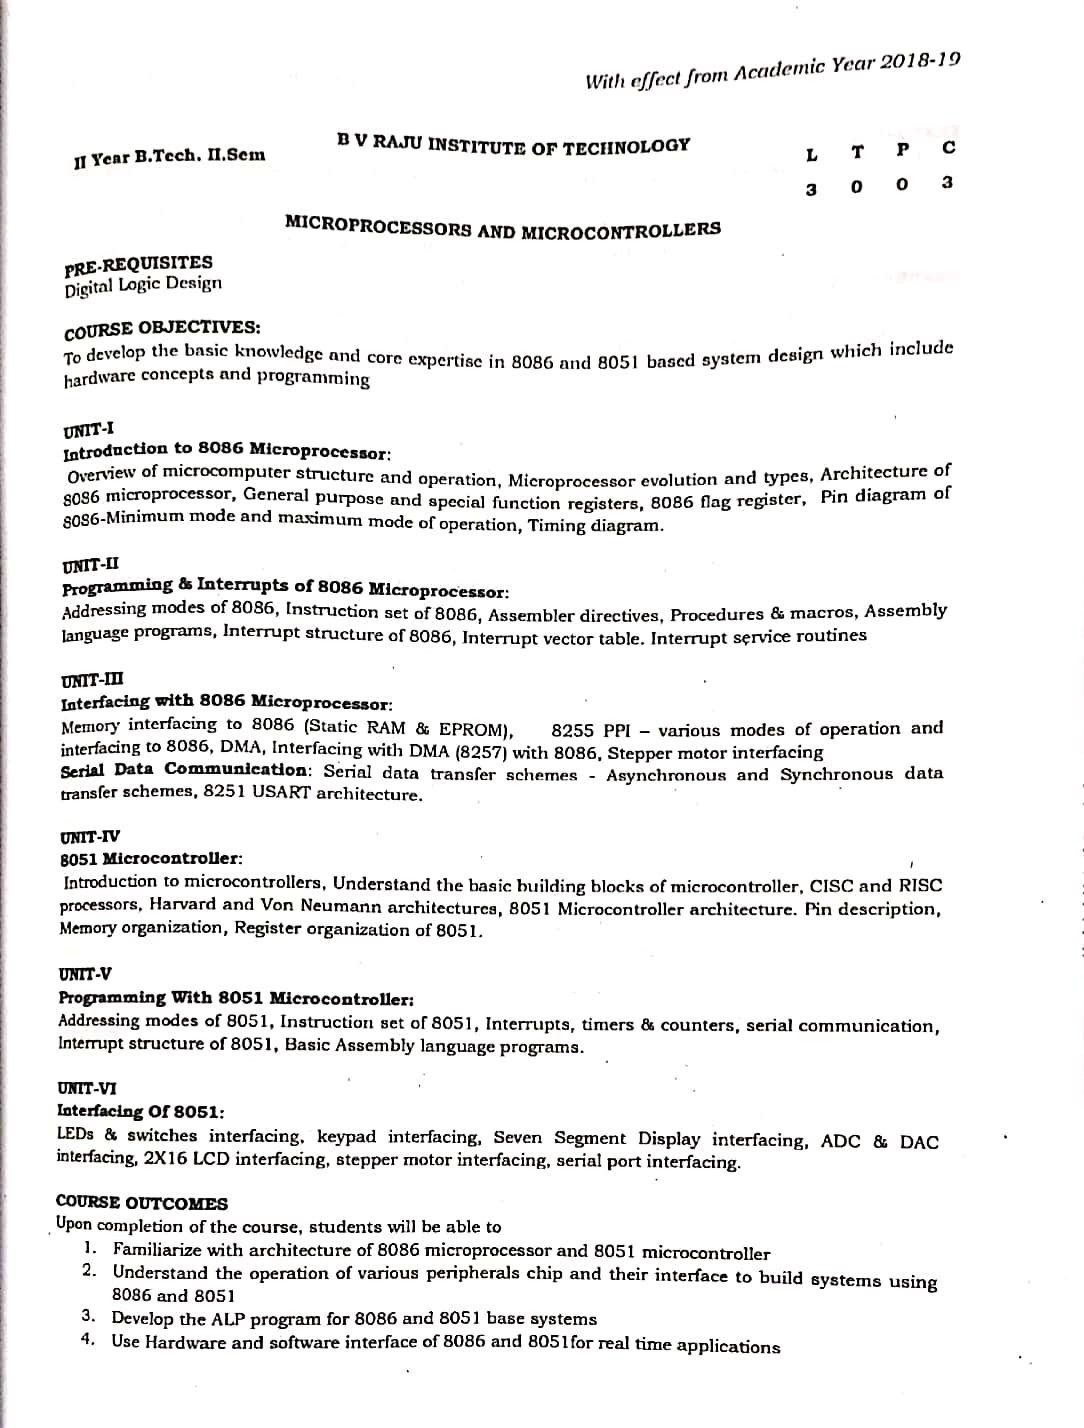 With effect from Academic Year 2018-19
II Year B.Tech. II.Sem
B V RAJU INSTITUTE OF TECHNOLOGY
L T P C
3 0 0 3
MICROPROCESSORS AND MICROCONTROLLERS
PRE-REQUISITES
Digital Logic Design
COURSE OBJECTIVES:
To develop the basic knowledge and core expertise in 8086 and 8051 based system design which include
hardware concepts and programming
UNIT-I
Introduction to 8086 Microprocessor:
Overview of microcomputer structure and operation, Microprocessor evolution and types, Architecture of
8086 microprocessor, General purpose and special function registers, 8086 flag register, Pin diagram of
8086-Minimum mode and maximum mode of operation, Timing diagram.
UNIT-II
Programming & Interrupts of 8086 Microprocessor:
Addressing modes of 8086, Instruction set of 8086, Assembler directives, Procedures & macros, Assembly
language programs, Interrupt structure of 8086, Interrupt vector table. Interrupt service routines
UNIT-III
Interfacing with 8086 Microprocessor:
Memory interfacing to 8086 (Static RAM & EPROM), 8255 PPI – various modes of operation and
interfacing to 8086, DMA, Interfacing with DMA (8257) with 8086, Stepper motor interfacing
Serial Data Communication: Serial data transfer schemes - Asynchronous and Synchronous data
transfer schemes, 8251 USART architecture.
UNIT-IV
8051 Microcontroller:
Introduction to microcontrollers, Understand the basic building blocks of microcontroller, CISC and RISC
processors, Harvard and Von Neumann architectures, 8051 Microcontroller architecture. Pin description,
Memory organization, Register organization of 8051.
UNIT-V
Programming With 8051 Microcontroller:
Addressing modes of 8051, Instruction set of 8051, Interrupts, timers & counters, serial communication,
Interrupt structure of 8051, Basic Assembly language programs.
UNIT-VI
Interfacing Of 8051:
LEDs & switches interfacing, keypad interfacing, Seven Segment Display interfacing, ADC & DAC
interfacing, 2X16 LCD interfacing, stepper motor interfacing, serial port interfacing.
COURSE OUTCOMES
Upon completion of the course, students will be able to
1. Familiarize with architecture of 8086 microprocessor and 8051 microcontroller
2. Understand the operation of various peripherals chip and their interface to build systems using
8086 and 8051
3. Develop the ALP program for 8086 and 8051 base systems
4. Use Hardware and software interface of 8086 and 8051for real time applications